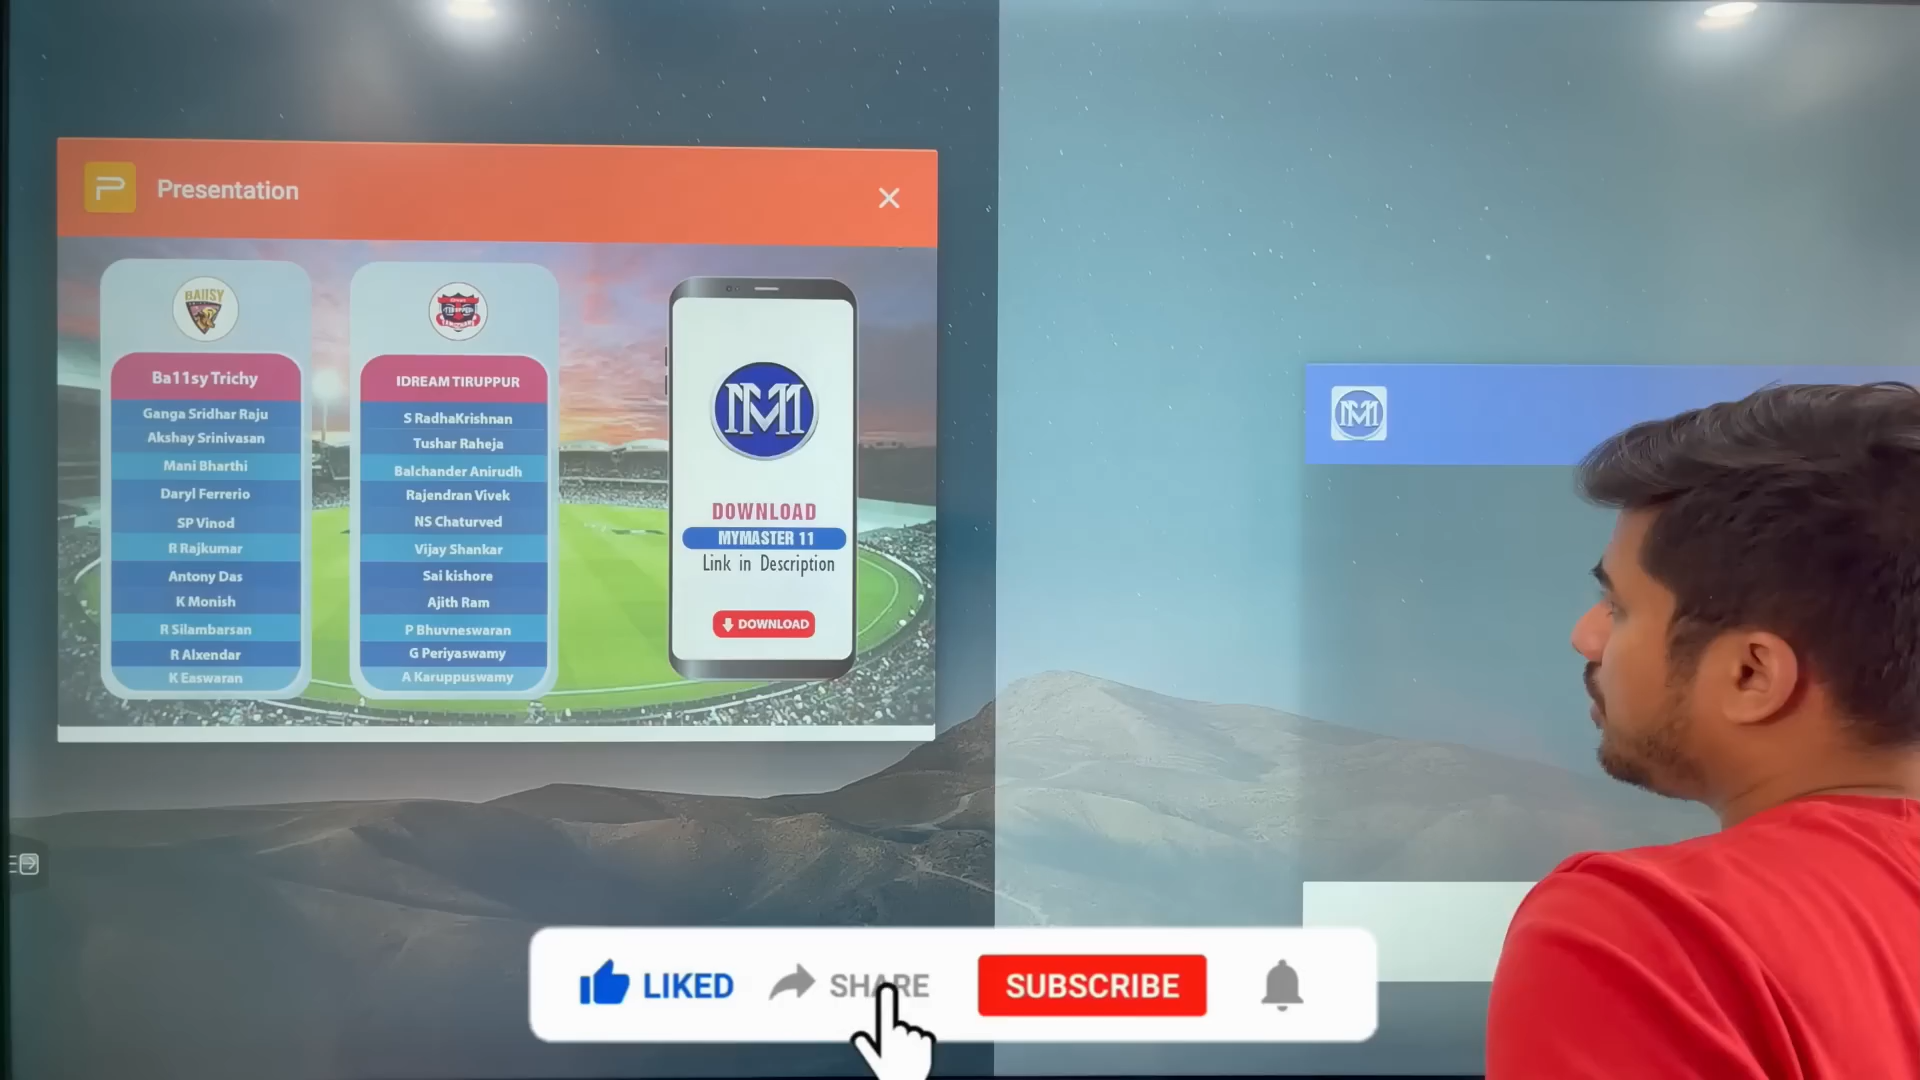 Presentation
BA11SY
Ba11sy Trichy
Ganga Sridhar Raju
Akshay Srinivasan
Mani Bharthi
Daryl Ferrerio
SP Vinod
R Rajkumar
Antony Das
K Monish
R Silambarsan
R Alxendar
K Easwaran
IDREAM TIRUPPUR
S RadhaKrishnan
Tushar Raheja
Balchander Anirudh
Rajendran Vivek
NS Chaturved
Vijay Shankar
Sai kishore
Ajith Ram
P Bhuvneswaran
G Periyaswamy
A Karuppuswamy
DOWNLOAD
MYMASTER 11
Link in Description
DOWNLOAD
LIKED
SHARE
SUBSCRIBE